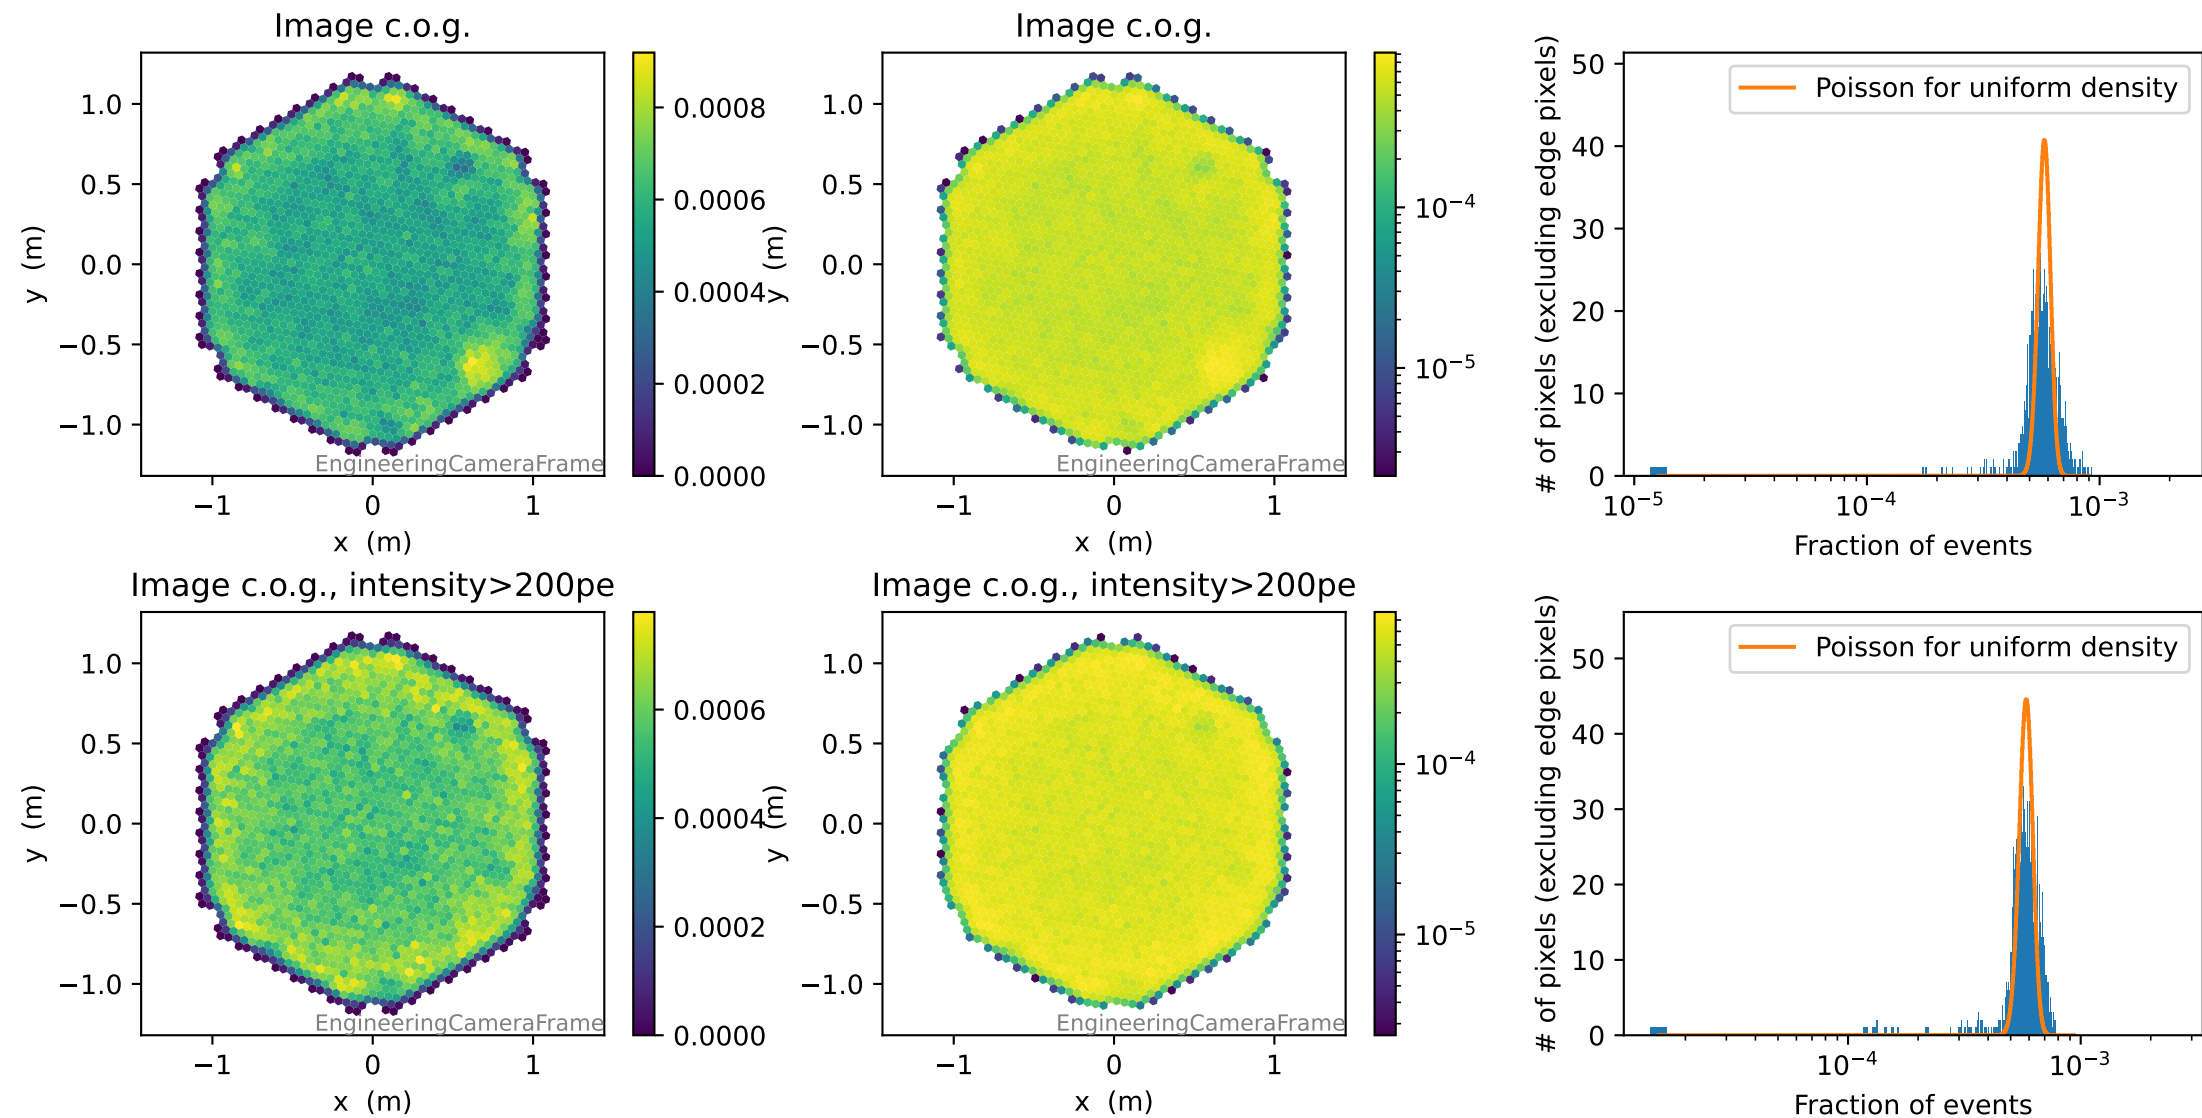 Image c.o.g.
1.0
0.5
0.0
−0.5
−1.0
y (m)
−1
0
1
x (m)
EngineeringCameraFrame
0.0008
0.0006
0.0004
0.0002
0.0000
Image c.o.g.
1.0
0.5
0.0
−0.5
−1.0
y (m)
−1
0
1
x (m)
EngineeringCameraFrame
10⁻⁴
10⁻⁵
Poisson for uniform density
50
40
30
20
10
0
# of pixels (excluding edge pixels)
10⁻⁵
10⁻⁴
10⁻³
Fraction of events
Image c.o.g., intensity>200pe
1.0
0.5
0.0
−0.5
−1.0
y (m)
−1
0
1
x (m)
EngineeringCameraFrame
0.0006
0.0004
0.0002
0.0000
Image c.o.g., intensity>200pe
1.0
0.5
0.0
−0.5
−1.0
y (m)
−1
0
1
x (m)
EngineeringCameraFrame
10⁻⁴
10⁻⁵
Poisson for uniform density
50
40
30
20
10
0
# of pixels (excluding edge pixels)
10⁻⁴
10⁻³
Fraction of events